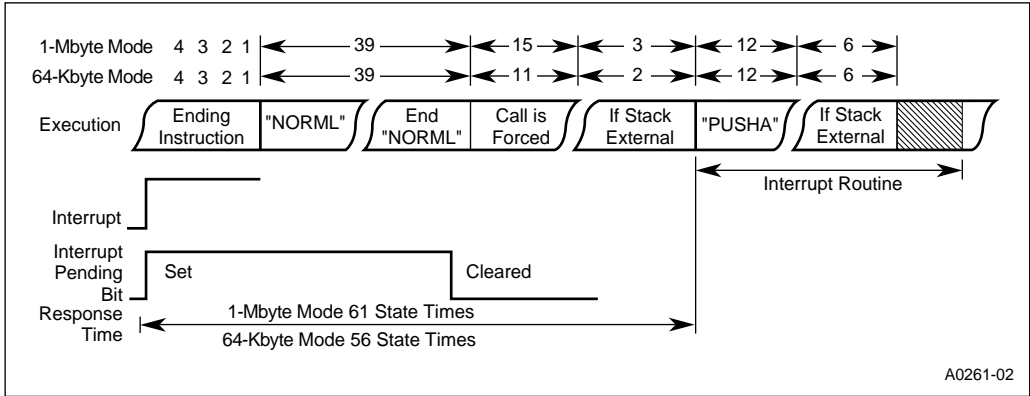 1-Mbyte Mode 4 3 2 1 39 15 3 12 6
64-Kbyte Mode 4 3 2 1 39 11 2 12 6
Execution
Ending
Instruction
"NORML"
End
"NORML"
Call is
Forced
If Stack
External
"PUSHA"
If Stack
External
Interrupt Routine
Interrupt
Interrupt
Pending
Bit
Set
Cleared
Response
Time
1-Mbyte Mode 61 State Times
64-Kbyte Mode 56 State Times
A0261-02